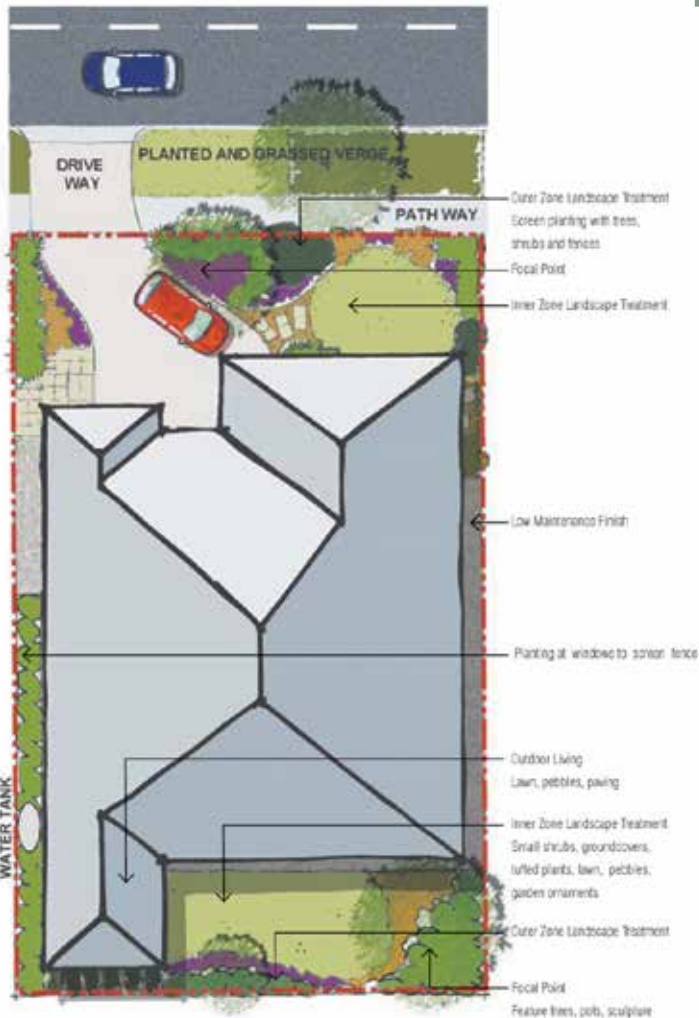 DRIVE
WAY
PLANTED AND GRASSED VERGE
PATH WAY
Outer Zone Landscape Treatment
Screen planting with trees,
shrubs and fences
Focal Point
Inner Zone Landscape Treatment
Low Maintenance Finish
Planting at windows to screen fence
Outdoor Living
Lawn, pebbles, paving
WATER TANK
Inner Zone Landscape Treatment
Small shrubs, groundcovers,
tufted plants, lawn, pebbles,
garden ornaments
Outer Zone Landscape Treatment
Focal Point
Feature trees, pots, sculpture